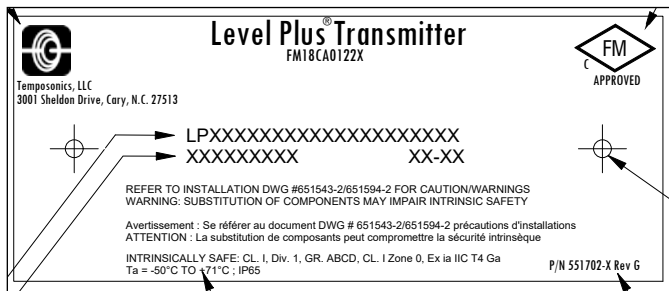 Level Plus® Transmitter
FM18CA0122X
FM
C
APPROVED
Temposonics, LLC
3001 Sheldon Drive, Cary, N.C. 27513
LPXXXXXXXXXXXXXXXXXXXX
XXXXXXXXX XX-XX
REFER TO INSTALLATION DWG #651543-2/651594-2 FOR CAUTION/WARNINGS
WARNING: SUBSTITUTION OF COMPONENTS MAY IMPAIR INTRINSIC SAFETY
Avertissement : Se référer au document DWG # 651543-2/651594-2 précautions d'installations
ATTENTION : La substitution de composants peut compromettre la sécurité intrinsèque
INTRINSICALLY SAFE: CL. I, Div. 1, GR. ABCD, CL. I Zone 0, Ex ia IIC T4 Ga
Ta = -50°C TO +71°C ; IP65
P/N 551702-X Rev G